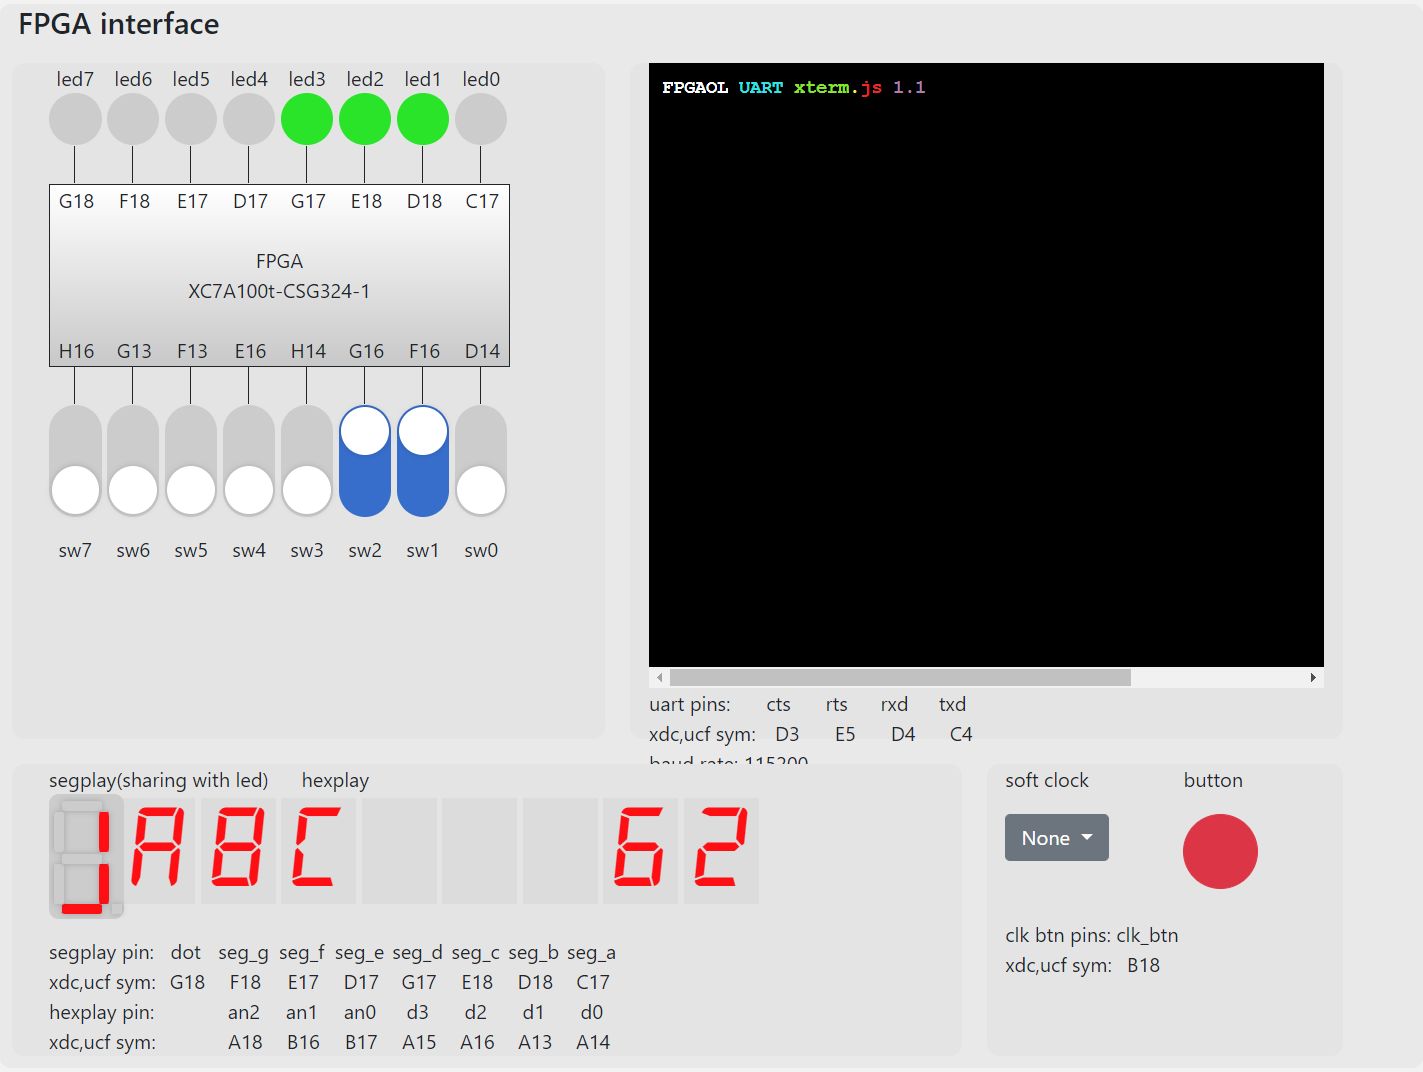 FPGA interface
led7 led6 led5 led4 led3 led2 led1 led0
G18 F18 E17 D17 G17 E18 D18 C17
FPGA
XC7A100t-CSG324-1
H16 G13 F13 E16 H14 G16 F16 D14
sw7 sw6 sw5 sw4 sw3 sw2 sw1 sw0
FPGAOL UART xterm.js 1.1
uart pins: cts rts rxd txd
xdc,ucf sym: D3 E5 D4 C4
baud rate: 115200
segplay(sharing with led) hexplay
A8C 62
segplay pin: dot seg_g seg_f seg_e seg_d seg_c seg_b seg_a
xdc,ucf sym: G18 F18 E17 D17 G17 E18 D18 C17
hexplay pin: an2 an1 an0 d3 d2 d1 d0
xdc,ucf sym: A18 B16 B17 A15 A16 A13 A14
soft clock button
None
clk btn pins: clk_btn
xdc,ucf sym: B18